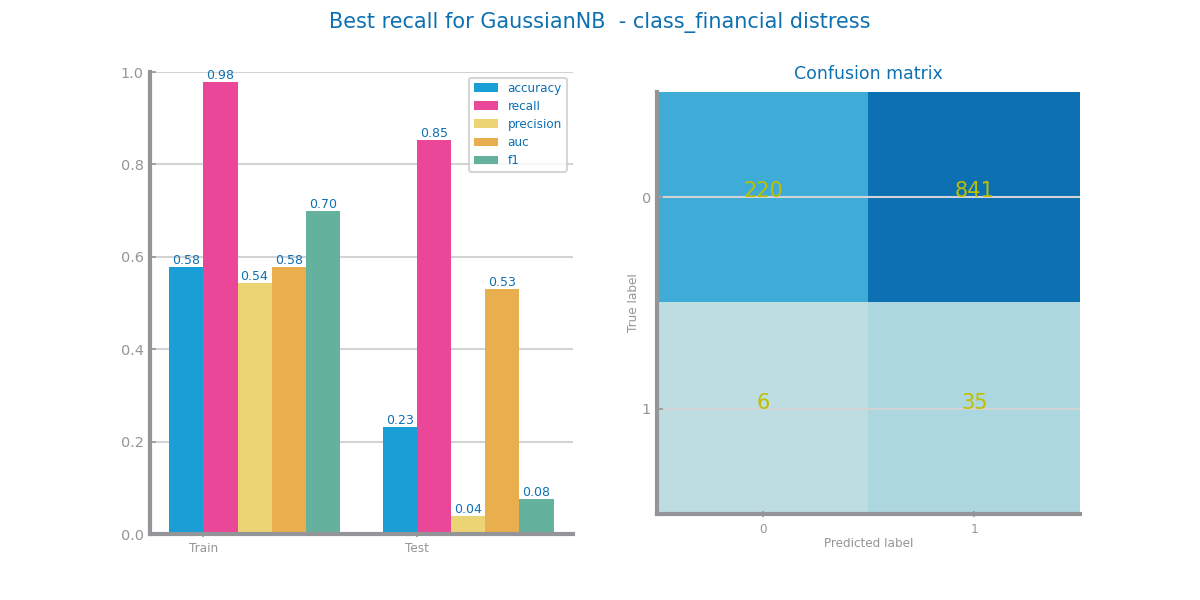 Best recall for GaussianNB  - class_financial distress
1.0
0.8
0.6
0.4
0.2
0.0
0.58
0.98
0.54
0.58
0.70
0.23
0.85
0.04
0.53
0.08
accuracy
recall
precision
auc
f1
Train
Test
Confusion matrix
True label
0
220
841
1
6
35
0
1
Predicted label